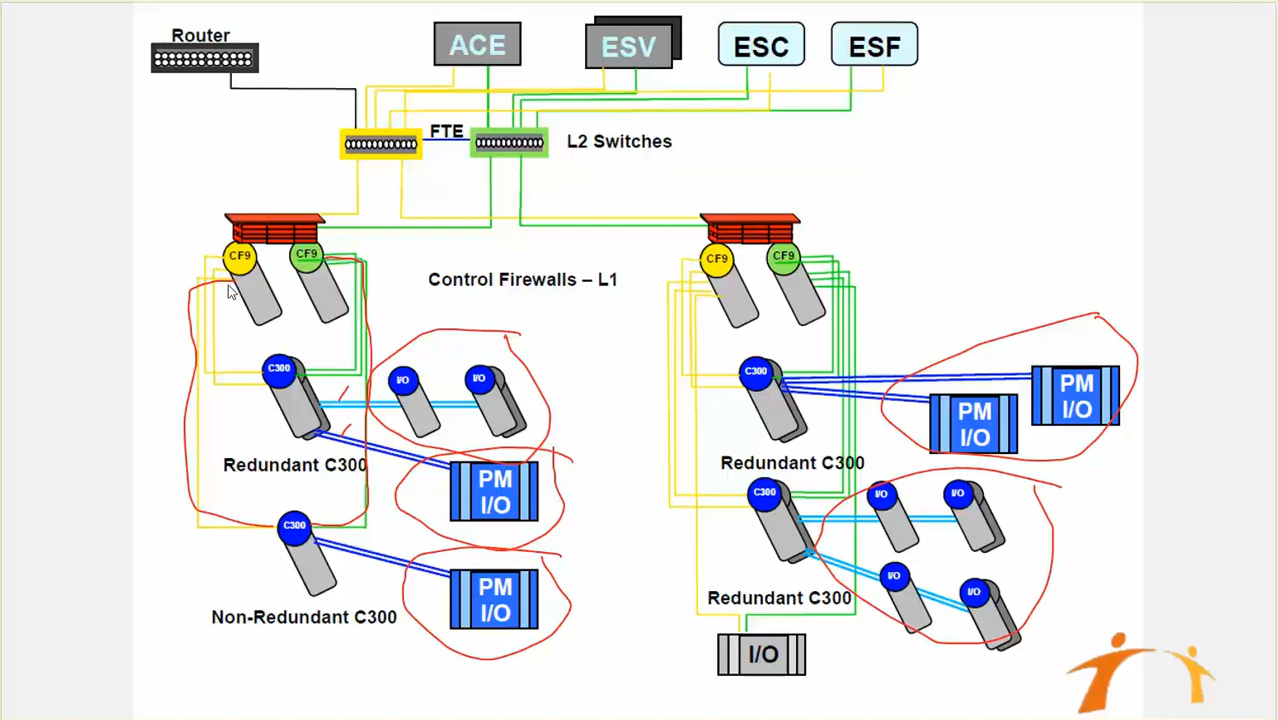 Router
ACE
ESV
ESC
ESF
FTE
L2 Switches
CF9
CF9
CF9
CF9
Control Firewalls – L1
C300
I/O
I/O
C300
PM
I/O
PM
I/O
Redundant C300
PM
I/O
Redundant C300
C300
I/O
I/O
C300
PM
I/O
I/O
I/O
Redundant C300
Non-Redundant C300
I/O